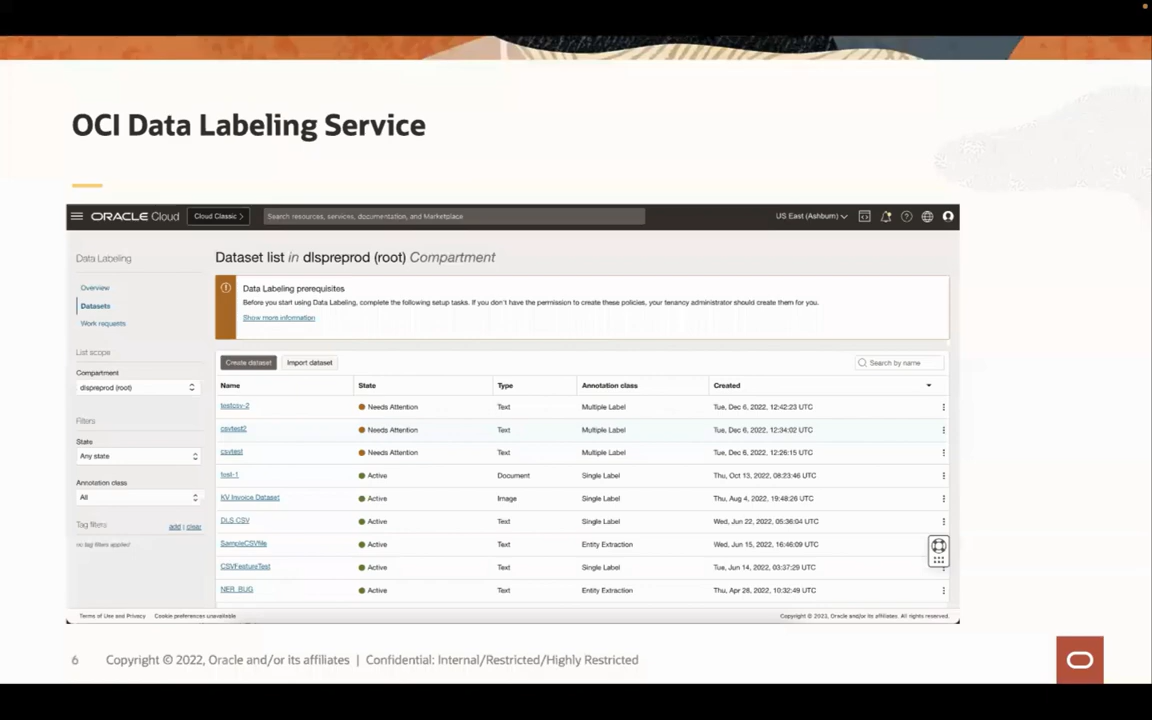 OCI Data Labeling Service
ORACLE Cloud
Cloud Classic
Search resources, services, documentation, and Marketplace
US East (Ashburn)
Data Labeling
Overview
Datasets
Work requests
List scope
Compartment
dlspreprod (root)
Filters
State
Any state
Annotation class
All
Tag filters add | clear
no tag filters applied
Dataset list in dlspreprod (root) Compartment
Data Labeling prerequisites
Before you start using Data Labeling, complete the following setup tasks. If you don't have the permission to create these policies, your tenancy administrator should create them for you.
Show more information
Create dataset Import dataset Search by name
Name State Type Annotation class Created
testcsv-2 Needs Attention Text Multiple Label Tue, Dec 6, 2022, 12:42:23 UTC
csvtest2 Needs Attention Text Multiple Label Tue, Dec 6, 2022, 12:34:02 UTC
csvtest Needs Attention Text Multiple Label Tue, Dec 6, 2022, 12:26:15 UTC
test-1 Active Document Single Label Thu, Oct 13, 2022, 08:23:46 UTC
KV Invoice Dataset Active Image Single Label Thu, Aug 4, 2022, 19:48:26 UTC
DLS CSV Active Text Single Label Wed, Jun 22, 2022, 05:36:04 UTC
SampleCSVfile Active Text Entity Extraction Wed, Jun 15, 2022, 16:46:09 UTC
CSVFeatureTest Active Text Single Label Tue, Jun 14, 2022, 03:37:29 UTC
NER_BUG Active Text Entity Extraction Thu, Apr 28, 2022, 10:32:49 UTC
Terms of Use and Privacy Cookie preferences unavailable
Copyright © 2022, Oracle and/or its affiliates. All rights reserved.
6 Copyright © 2022, Oracle and/or its affiliates | Confidential: Internal/Restricted/Highly Restricted